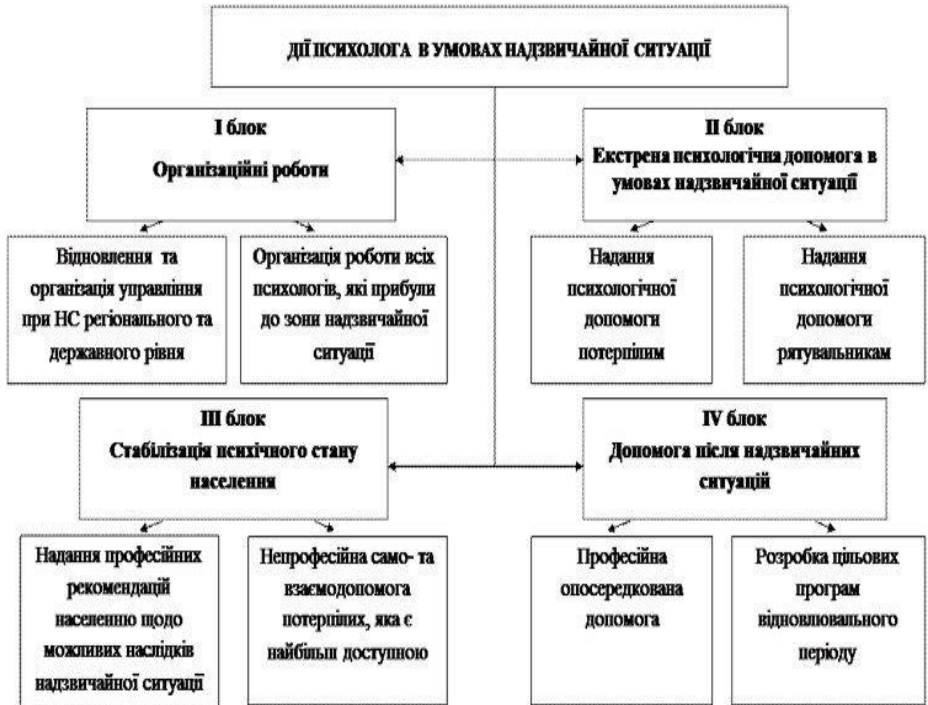 ДІЇ ПСИХОЛОГА В УМОВАХ НАДЗВИЧАЙНОЇ СИТУАЦІЇ
І блок
Організаційні роботи
ІІ блок
Екстрена психологічна допомога в
умовах надзвичайної ситуації
Відновлення та
організація управління
при НС регіонального та
державного рівня
Організація роботи всіх
психологів, які прибули
до зони надзвичайної
ситуації
Надання
психологічної
допомоги
потерпілим
Надання
психологічної
допомоги
рятувальникам
ІІІ блок
Стабілізація психічного стану
населення
IV блок
Допомога після надзвичайних
ситуацій
Надання професійних
рекомендацій
населенню щодо
можливих наслідків
надзвичайної ситуації
Непрофесійна само- та
взаємодопомога
потерпілих, яка є
найбільш доступною
Професійна
опосередкована
допомога
Розробка цільових
програм
відновлювального
періоду